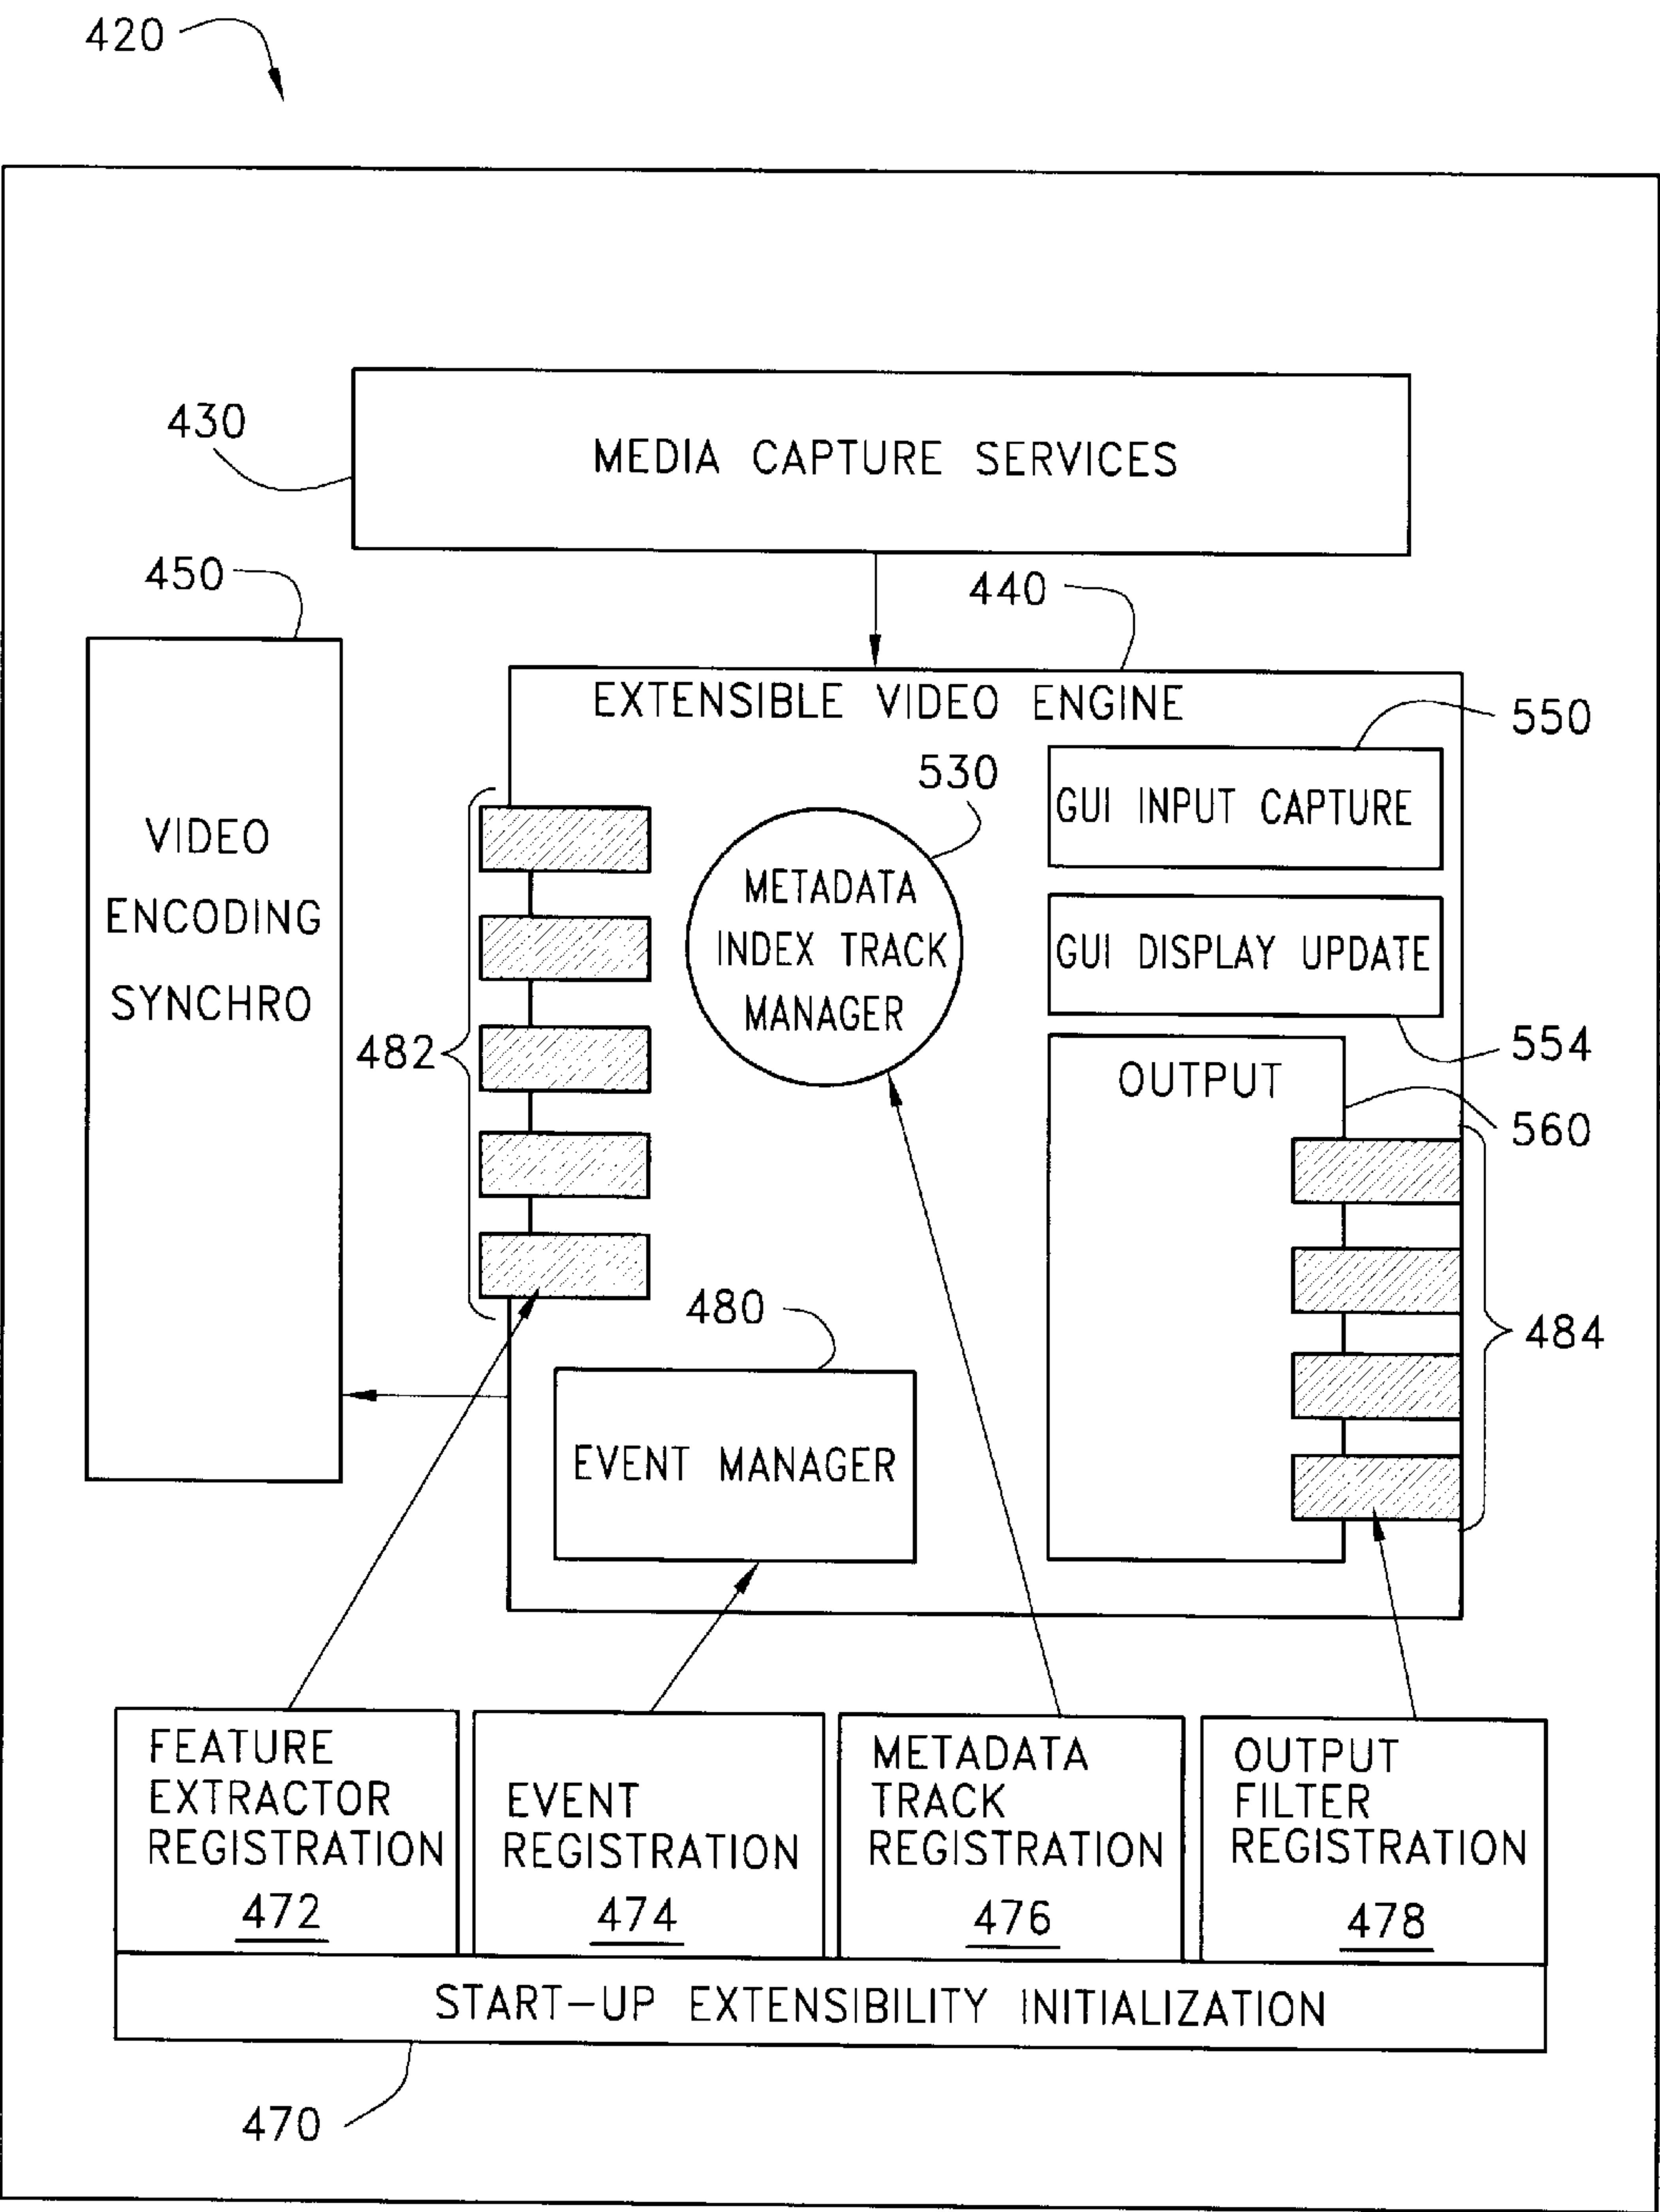 420
430
MEDIA CAPTURE SERVICES
450
440
EXTENSIBLE VIDEO ENGINE
550
530
GUI INPUT CAPTURE
VIDEO
ENCODING
SYNCHRO
METADATA
INDEX TRACK
MANAGER
GUI DISPLAY UPDATE
482
554
OUTPUT
560
480
484
EVENT MANAGER
FEATURE
EXTRACTOR
REGISTRATION
472
EVENT
REGISTRATION
474
METADATA
TRACK
REGISTRATION
476
OUTPUT
FILTER
REGISTRATION
478
START-UP EXTENSIBILITY INITIALIZATION
470